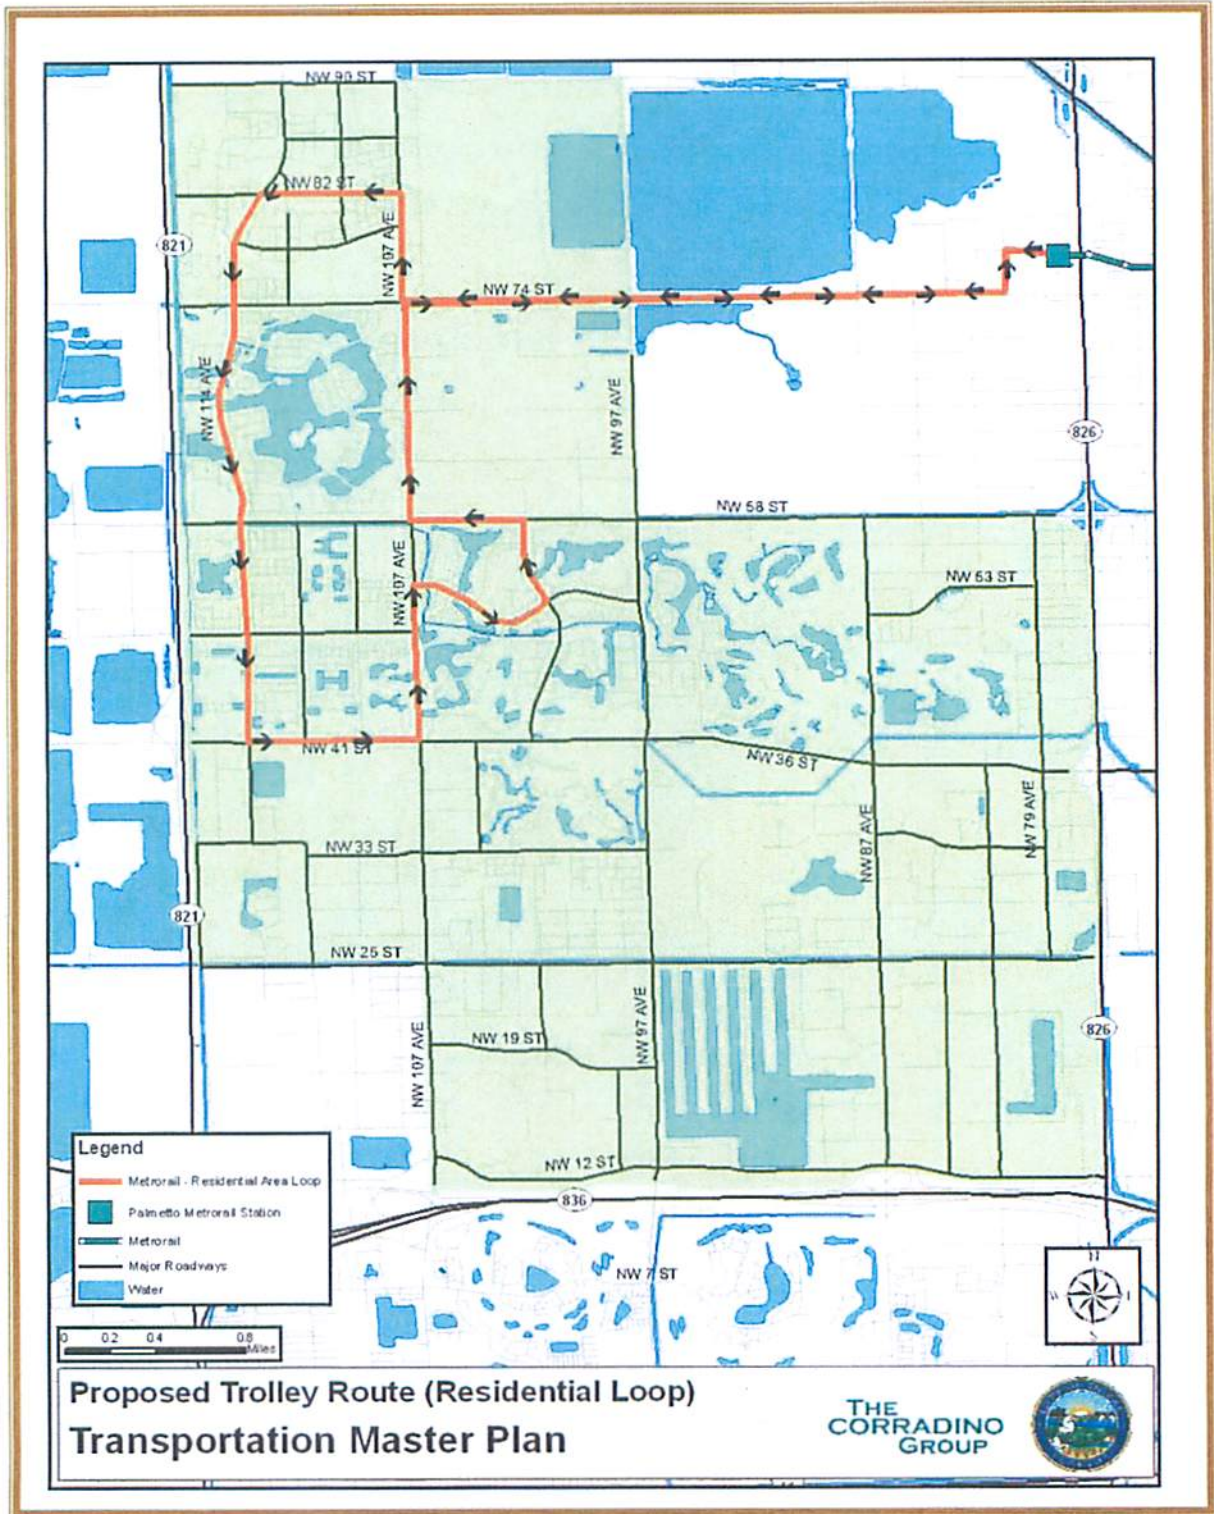 NW 90 ST
NW 82 ST
821
NW 107 AVE
NW 74 ST
NW 114 AVE
NW 97 AVE
826
NW 58 ST
NW 107 AVE
NW 53 ST
NW 41 ST
NW 36 ST
NW 87 AVE
NW 79 AVE
NW 33 ST
821
NW 25 ST
NW 97 AVE
826
NW 107 AVE
NW 19 ST
NW 12 ST
836
NW 7 ST
Legend
Metrorail - Residential Area Loop
Palmetto Metrorail Station
Metrorail
Major Roadways
Water
N
W
S
0 0.2 0.4 0.8
Miles
Proposed Trolley Route (Residential Loop)
Transportation Master Plan
THE
CORRADINO
GROUP